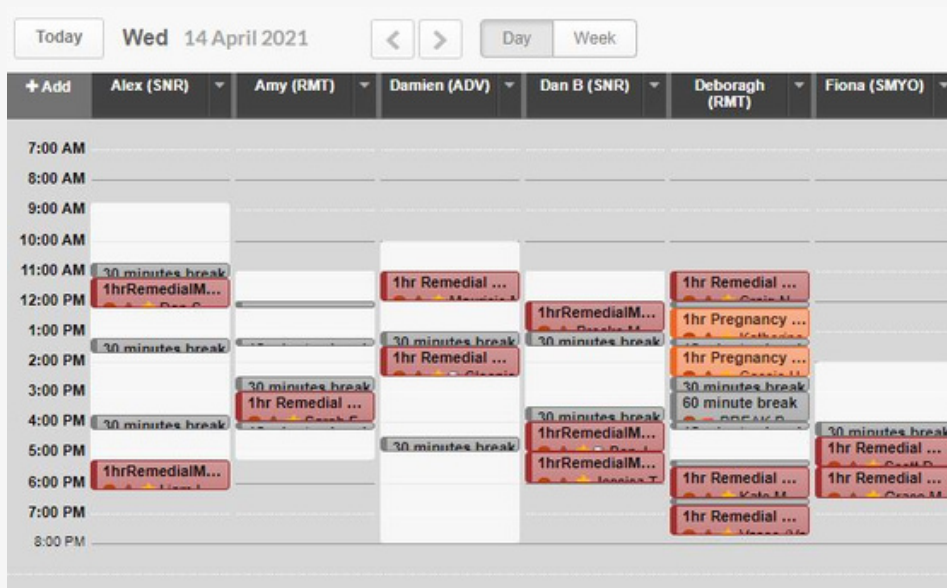 Today Wed 14 April 2021 Day Week
+ Add Alex (SNR) Amy (RMT) Damien (ADV) Dan B (SNR) Deboragh Fiona (SMYO)
(RMT)
7:00 AM
8:00 AM
9:00 AM
10:00 AM
11:00 AM
12:00 PM
1:00 PM
2:00 PM
3:00 PM
4:00 PM
5:00 PM
6:00 PM
7:00 PM
8:00 PM
30 minutes break
1hrRemedialM...
30 minutes break
30 minutes break
1hrRemedialM...
30 minutes break
1hr Remedial ...
1hr Remedial ...
30 minutes break
1hr Remedial ...
30 minutes break
1hrRemedialM...
30 minutes break
30 minutes break
1hrRemedialM...
1hrRemedialM...
Jessica T
1hr Remedial ...
1hr Pregnancy ...
Katherine
1hr Pregnancy ...
30 minutes break
60 minute break
1hr Remedial ...
Kate M
1hr Remedial ...
30 minutes break
1hr Remedial ...
1hr Remedial ...
Grace M